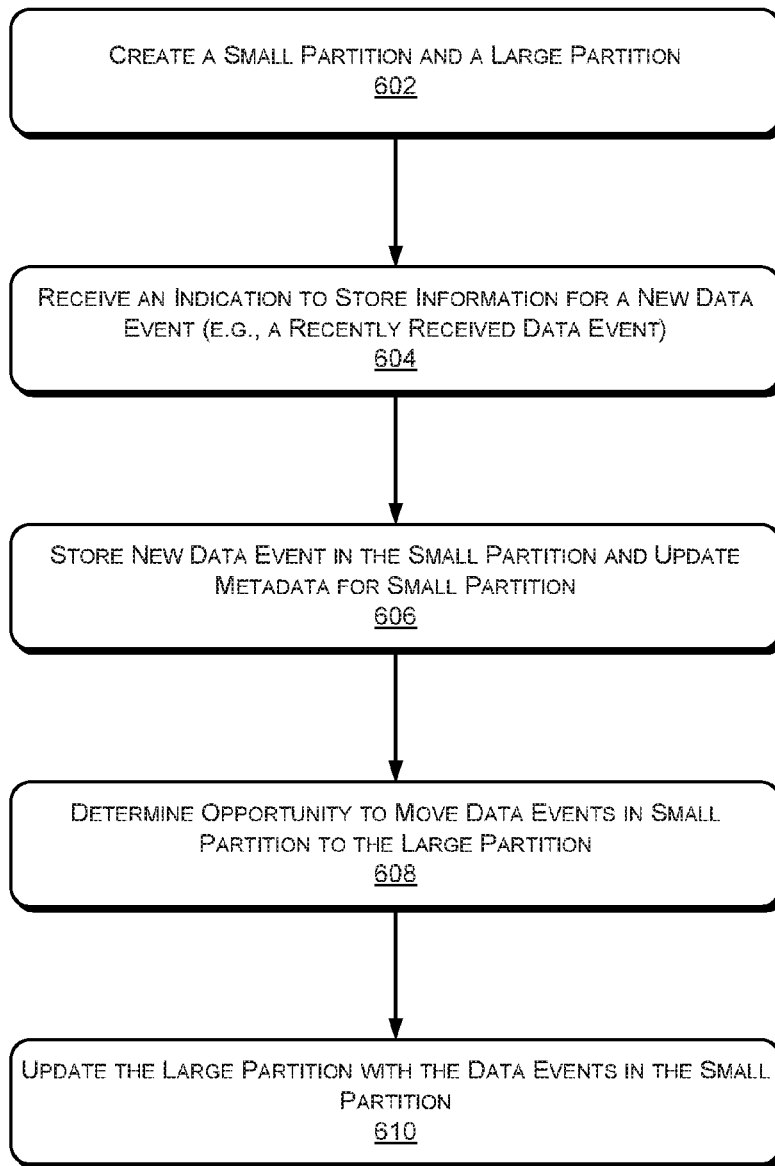 CREATE A SMALL PARTITION AND A LARGE PARTITION
602
RECEIVE AN INDICATION TO STORE INFORMATION FOR A NEW DATA
EVENT (E.G., A RECENTLY RECEIVED DATA EVENT)
604
STORE NEW DATA EVENT IN THE SMALL PARTITION AND UPDATE
METADATA FOR SMALL PARTITION
606
DETERMINE OPPORTUNITY TO MOVE DATA EVENTS IN SMALL
PARTITION TO THE LARGE PARTITION
608
UPDATE THE LARGE PARTITION WITH THE DATA EVENTS IN THE SMALL
PARTITION
610